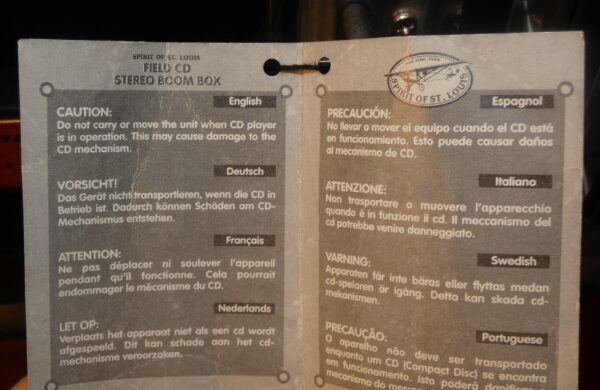 SPIRIT OF ST. LOUIS
FIELD CD
STEREO BOOM BOX
English
CAUTION:
Do not carry or move the unit when CD player
is in operation. This may cause damage to the
CD mechanism.
Deutsch
VORSICHT!
Das Gerät nicht transportieren, wenn die CD in
Betrieb ist. Dadurch können Schäden am CD-
Mechanismus entstehen.
Français
ATTENTION:
Ne pas déplacer ni soulever l'appareil
pendant qu'il fonctionne. Cela pourrait
endommager le mécanisme du CD.
Nederlands
LET OP:
Verplaats het apparaat niet als een cd wordt
afgespeeld. Dit kan schade aan het cd-
mechanisme veroorzaken.
SPIRIT OF ST. LOUIS
Espagnol
PRECAUCIÓN:
No llevar o mover el equipo cuando el CD está
en funcionamiento. Esto puede causar daños
al mecanismo de CD.
Italiano
ATTENZIONE:
Non trasportare o muovere l'apparecchio
quando é in funzione il cd. Il meccanismo del
cd potrebbe venire danneggiato.
Swedish
VARNING:
Apparaten får inte bäras eller flyttas medan
cd-spelaren är igång. Detta kan skada cd-
mekanismen.
Portuguese
PRECAUÇÃO:
O aparelho não deve ser transportado
enquanto um CD (Compact Disc) se encontra
em funcionamento. Isto poderá
mecanismo do